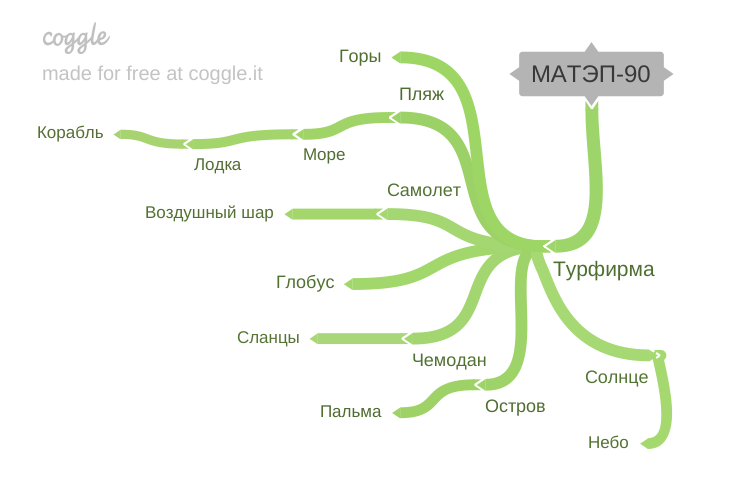 coggle
made for free at coggle.it
МАТЭП-90
Горы
Пляж
Корабль
Лодка
Море
Самолет
Воздушный шар
Турфирма
Глобус
Сланцы
Чемодан
Солнце
Пальма
Остров
Небо